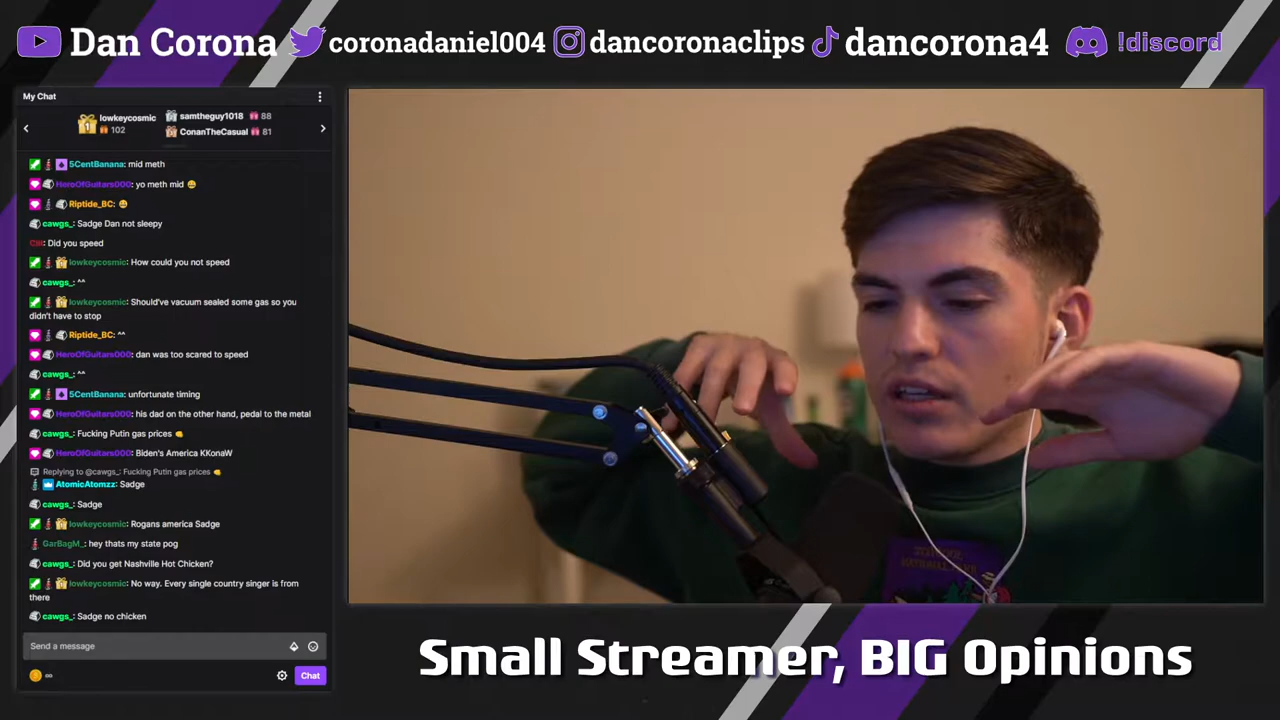 Dan Corona coronadaniel004 dancoronaclips dancorona4 !discord
My Chat
lowkeycosmic
102
samtheguy1018 88
ConanTheCasual 81
5CentBanana: mid meth
HeroOfGuitars000: yo meth mid
Riptide_BC:
cawgs_: Sadge Dan not sleepy
: Did you speed
lowkeycosmic: How could you not speed
cawgs_: ^^
lowkeycosmic: Should've vacuum sealed some gas so you
didn't have to stop
Riptide_BC: ^^
HeroOfGuitars000: dan was too scared to speed
cawgs_: ^^
5CentBanana: unfortunate timing
HeroOfGuitars000: his dad on the other hand, pedal to the metal
cawgs_: Fucking Putin gas prices
HeroOfGuitars000: Biden's America KKonaW
Replying to @cawgs_: Fucking Putin gas prices
AtomicAtomzz: Sadge
cawgs_: Sadge
lowkeycosmic: Rogans america Sadge
GarBagM_: hey thats my state pog
cawgs_: Did you get Nashville Hot Chicken?
lowkeycosmic: No way. Every single country singer is from
there
cawgs_: Sadge no chicken
Send a message
∞
Chat
Small Streamer, BIG Opinions